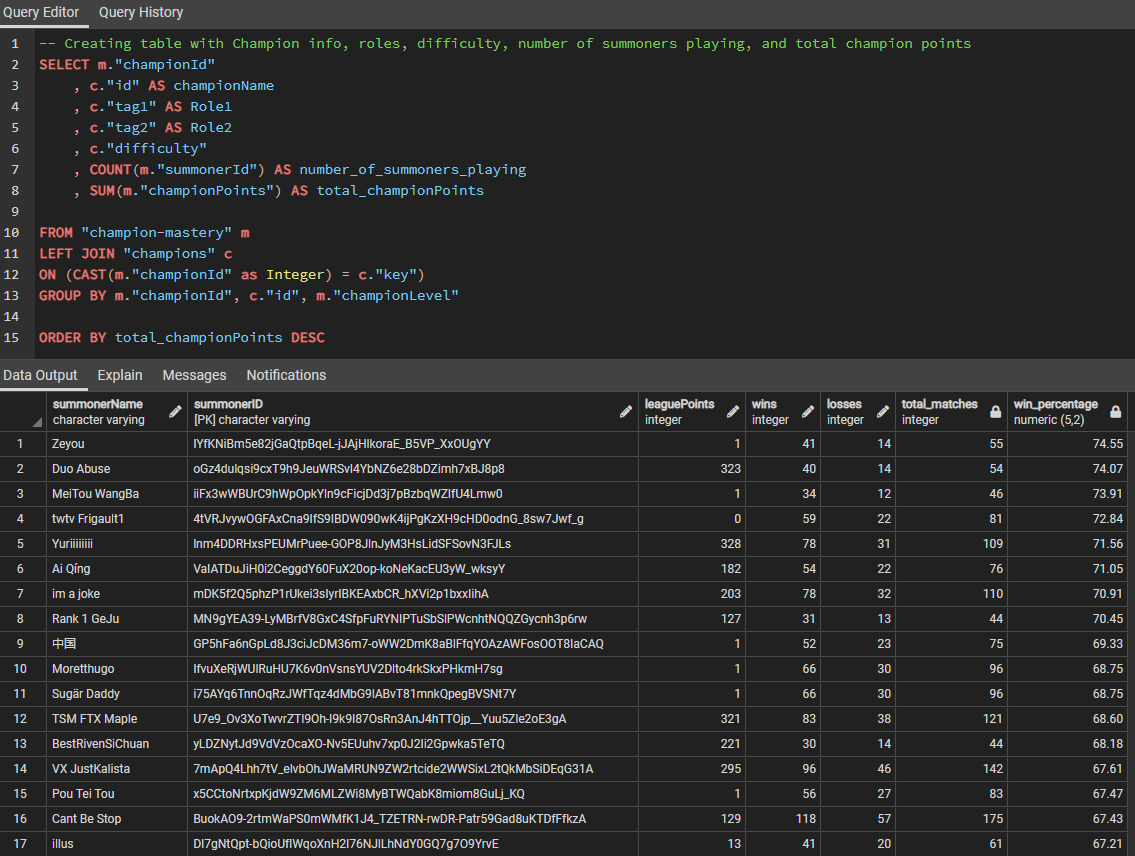 Query Editor Query History
1 -- Creating table with Champion info, roles, difficulty, number of summoners playing, and total champion points
2 SELECT m."championId"
3 , c."id" AS championName
4 , c."tag1" AS Role1
5 , c."tag2" AS Role2
6 , c."difficulty"
7 , COUNT(m."summonerId") AS number_of_summoners_playing
8 , SUM(m."championPoints") AS total_championPoints
9
10 FROM "champion-mastery" m
11 LEFT JOIN "champions" c
12 ON (CAST(m."championId" as Integer) = c."key")
13 GROUP BY m."championId", c."id", m."championLevel"
14
15 ORDER BY total_championPoints DESC
Data Output Explain Messages Notifications
summonerName summonerID leaguePoints wins losses total_matches win_percentage
character varying [PK] character varying integer integer integer integer numeric (5,2)
1 Zeyou IYfKNiBm5e82jGaQtpBqeL-jJAjHIkoraE_B5VP_XxOUgYY 1 41 14 55 74.55
2 Duo Abuse oGz4dulqsi9cxT9h9JeuWRSvI4YbNZ6e28bDZimh7xBJ8p8 323 40 14 54 74.07
3 MeiTou WangBa iiFx3wWBUrC9hWpOpkYln9cFicjDd3j7pBzbqWZIfU4Lmw0 1 34 12 46 73.91
4 twtv Frigault1 4tVRJvywOGFAxCna9IfS9IBDW090wK4ijPgKzXH9cHD0odnG_8sw7Jwf_g 0 59 22 81 72.84
5 Yuriiiiiiii Inm4DDRHxsPEUMrPuee-GOP8JlnJyM3HsLidSFSovN3FJLs 328 78 31 109 71.56
6 Ai Qíng VaIATDuJiH0i2CeggdY60FuX20op-koNeKacEU3yW_wksyY 182 54 22 76 71.05
7 im a joke mDK5f2Q5phzP1rUkei3sIyrIBKEAxbCR_hXVi2p1bxxIihA 203 78 32 110 70.91
8 Rank 1 GeJu MN9gYEA39-LyMBrfV8GxC4SfpFuRYNIPTuSbSlPWcnhtNQQZGycnh3p6rw 127 31 13 44 70.45
9 中国 GP5hFa6nGpLd8J3ciJcDM36m7-oWW2DmK8aBIFfqYOAzAWFosOOT8IaCAQ 1 52 23 75 69.33
10 Moretthugo IfvuXeRjWUIRuHU7K6v0nVsnsYUV2Dlto4rkSkxPHkmH7sg 1 66 30 96 68.75
11 Sugär Daddy i75AYq6TnnOqRzJWfTqz4dMbG9IABvT81mnkQpegBVSNt7Y 1 66 30 96 68.75
12 TSM FTX Maple U7e9_Ov3XoTwvrZTI9Oh-I9k9I87OsRn3AnJ4hTTOjp__Yuu5ZIe2oE3gA 321 83 38 121 68.60
13 BestRivenSiChuan yLDZNytJd9VdVzOcaXO-Nv5EUuhv7xp0J2Ii2Gpwka5TeTQ 221 30 14 44 68.18
14 VX JustKalista 7mApQ4Lhh7tV_elvbOhJWaMRUN9ZW2rtcide2WWSixL2tQkMbSiDEqG31A 295 96 46 142 67.61
15 Pou Tei Tou x5CCtoNrtxpKjdW9ZM6MLZWi8MyBTWQabK8miom8GuLj_KQ 1 56 27 83 67.47
16 Cant Be Stop BuokAO9-2rtmWaPS0mWMfK1J4_TZETRN-rwDR-Patr59Gad8uKTDfFfkzA 129 118 57 175 67.43
17 illus DI7gNtQpt-bQioUfIWqoXnH2I76NJILhNdY0GQ7g7O9YrvE 13 41 20 61 67.21